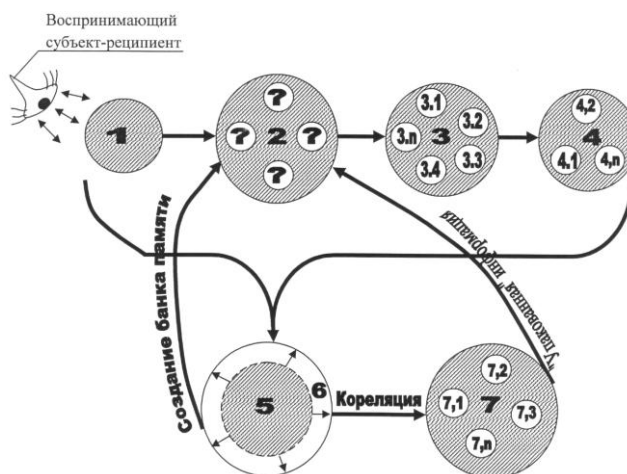 Воспринимающий
субъект-реципиент
1
?
?
2
?
?
3.1
3.2
3.n
3
3.4
3.3
4,2
4
4.1
4,n
Создание банка памяти
"Упакованная" информация
5
6
Кореляция
7,2
7,1
7
7,3
7,n